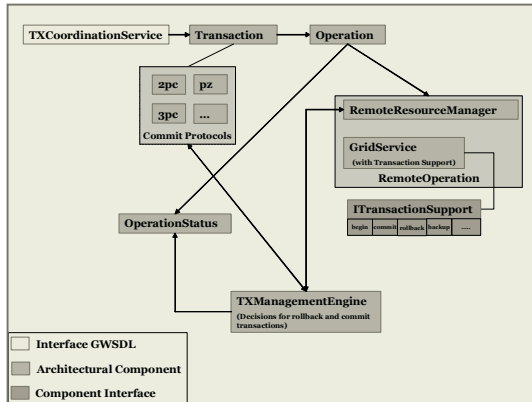 TXCoordinationService
Transaction
Operation
2pc
pz
3pc
...
Commit Protocols
RemoteResourceManager
GridService
(with Transaction Support)
RemoteOperation
ITransactionSupport
begin
commit
rollback
backup
....
OperationStatus
TXManagementEngine
(Decisions for rollback and commit
transactions)
Interface GWSDL
Architectural Component
Component Interface